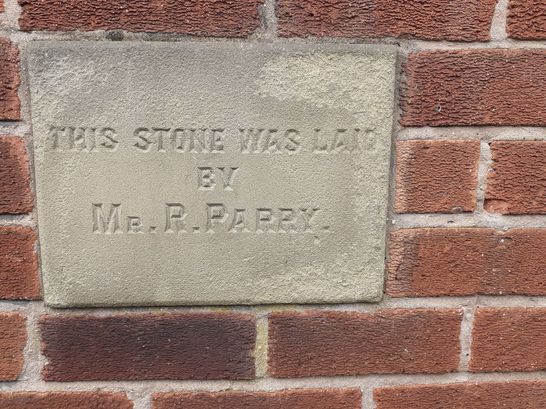 THIS STONE WAS LAID
BY
MR. R. PARRY.